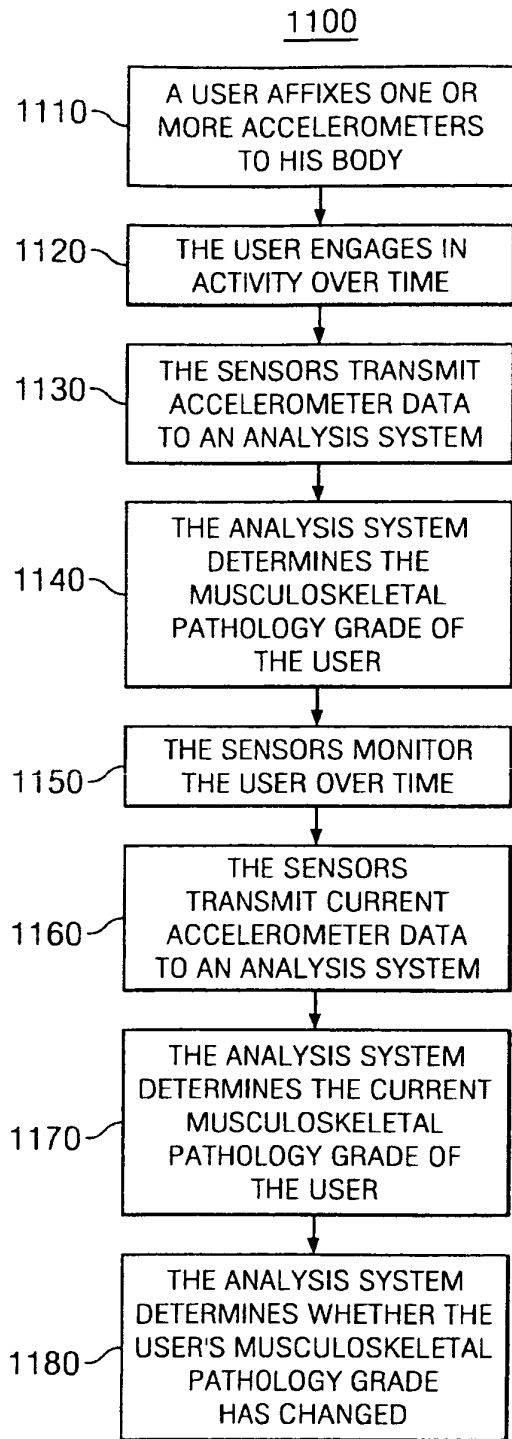 1100
1110
A USER AFFIXES ONE OR
MORE ACCELEROMETERS
TO HIS BODY
1120
THE USER ENGAGES IN
ACTIVITY OVER TIME
1130
THE SENSORS TRANSMIT
ACCELEROMETER DATA
TO AN ANALYSIS SYSTEM
1140
THE ANALYSIS SYSTEM
DETERMINES THE
MUSCULOSKELETAL
PATHOLOGY GRADE OF
THE USER
1150
THE SENSORS MONITOR
THE USER OVER TIME
1160
THE SENSORS
TRANSMIT CURRENT
ACCELEROMETER DATA
TO AN ANALYSIS SYSTEM
1170
THE ANALYSIS SYSTEM
DETERMINES THE CURRENT
MUSCULOSKELETAL
PATHOLOGY GRADE OF
THE USER
1180
THE ANALYSIS SYSTEM
DETERMINES WHETHER THE
USER'S MUSCULOSKELETAL
PATHOLOGY GRADE
HAS CHANGED